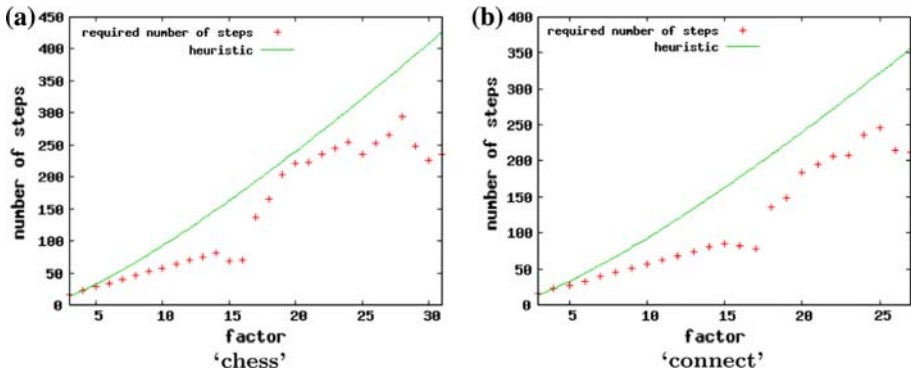 (a)
450
400
350
300
250
200
150
100
50
0
number of steps
required number of steps
heuristic
5 10 15 20 25 30
factor
‘chess’
(b)
400
350
300
250
200
150
100
50
0
number of steps
required number of steps
heuristic
5 10 15 20 25
factor
‘connect’